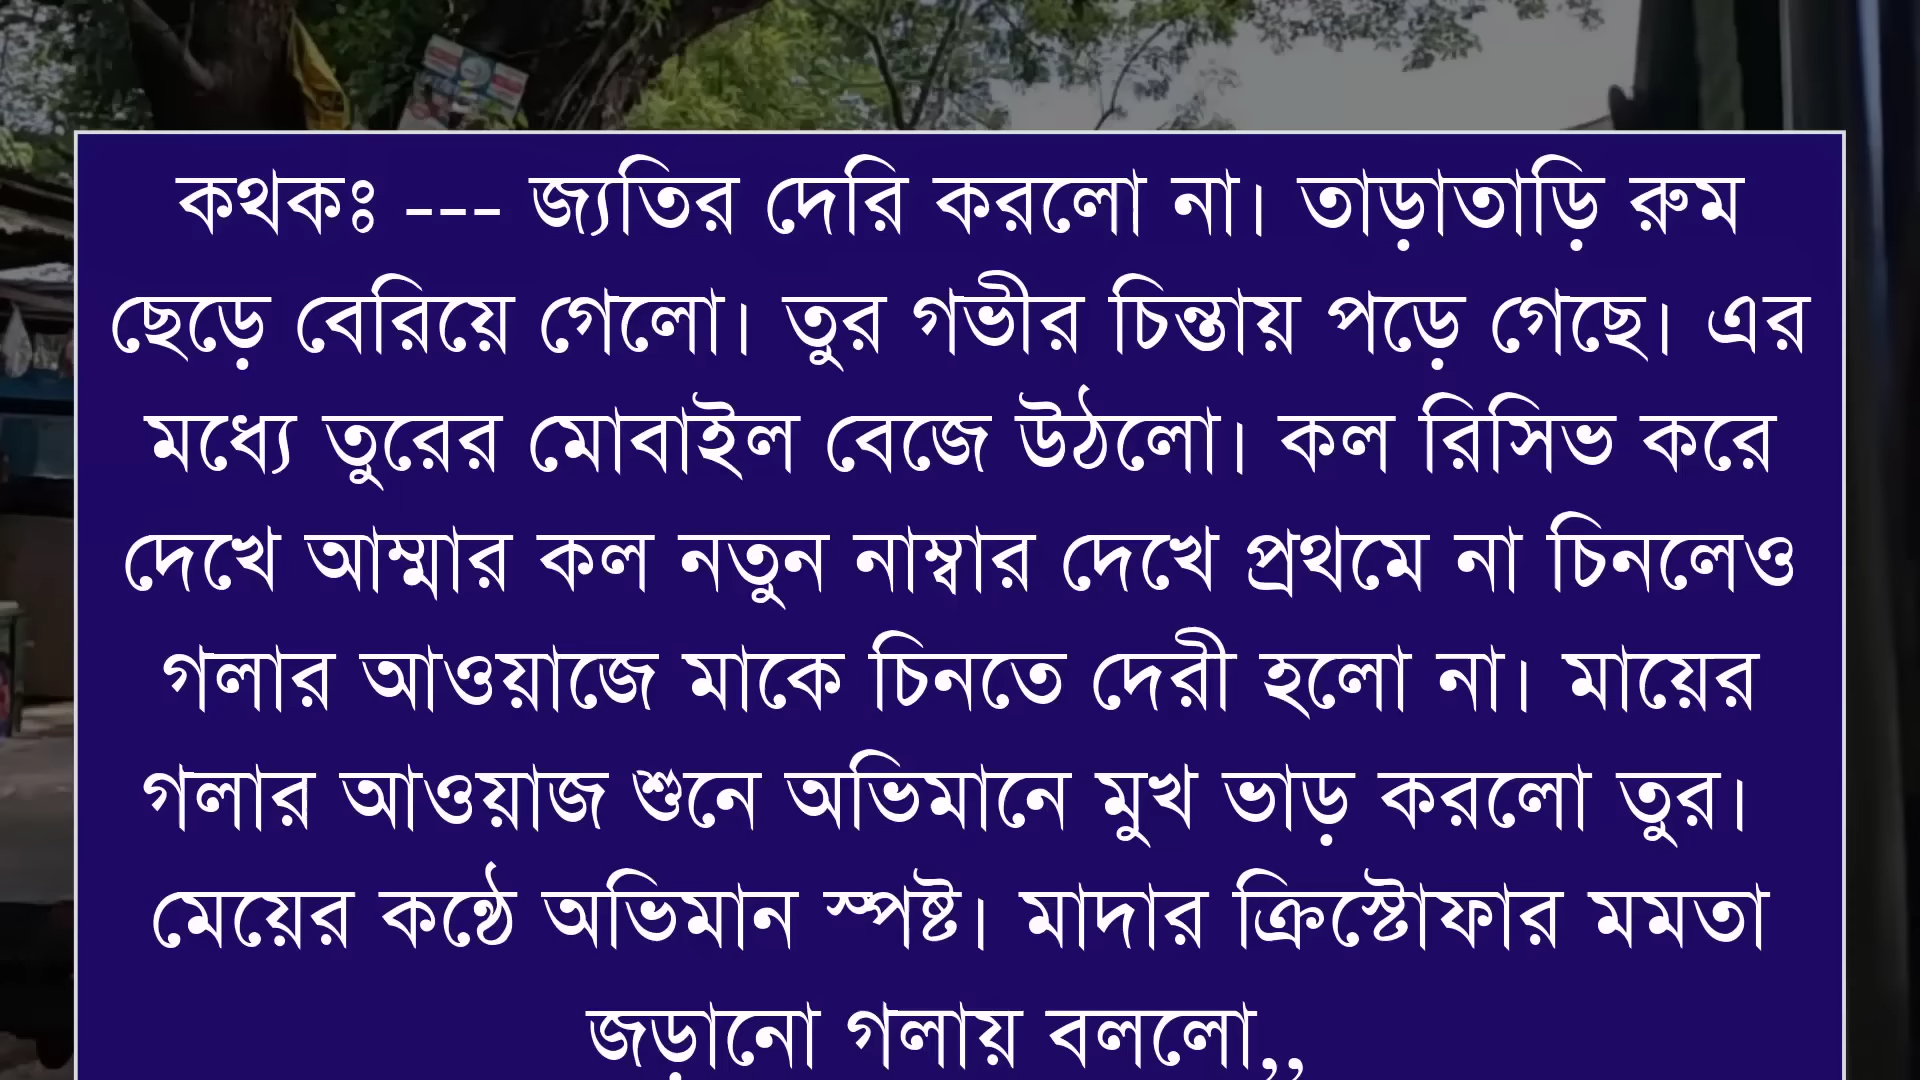 কথকঃ --- জ্যতির দেরি করলো না। তাড়াতাড়ি রুম
ছেড়ে বেরিয়ে গেলো। তুর গভীর চিন্তায় পড়ে গেছে। এর
মধ্যে তুরের মোবাইল বেজে উঠলো। কল রিসিভ করে
দেখে আম্মার কল নতুন নাম্বার দেখে প্রথমে না চিনলেও
গলার আওয়াজে মাকে চিনতে দেরী হলো না। মায়ের
গলার আওয়াজ শুনে অভিমানে মুখ ভাড় করলো তুর।
মেয়ের কন্ঠে অভিমান স্পষ্ট। মাদার ক্রিস্টোফার মমতা
জড়ানো গলায় বললো,,